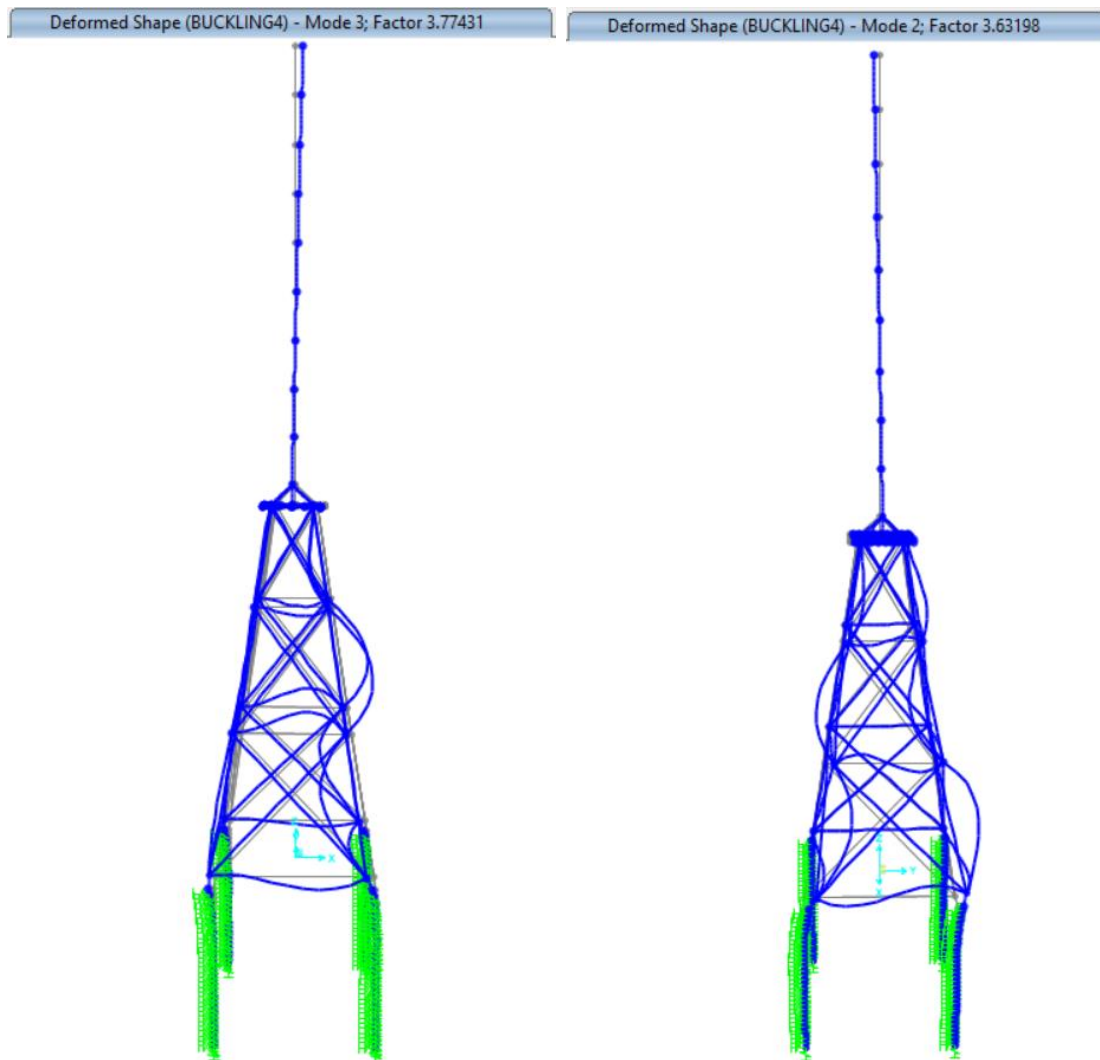 Deformed Shape (BUCKLING4) - Mode 3; Factor 3.77431
Deformed Shape (BUCKLING4) - Mode 2; Factor 3.63198
X
Y
X